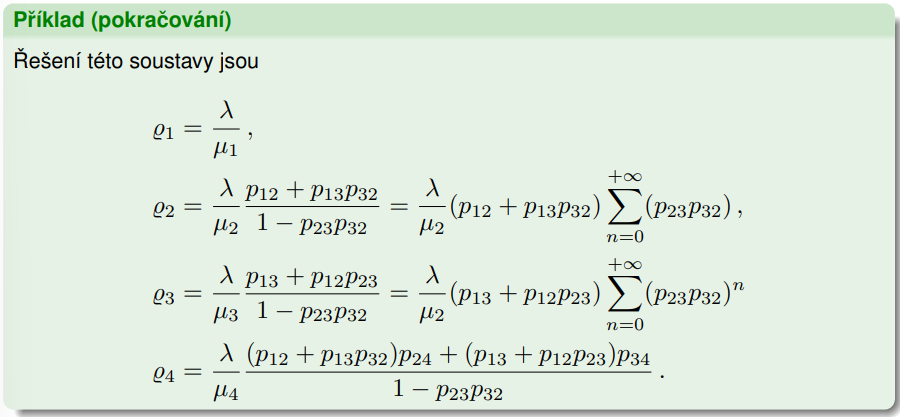 Příklad (pokračování)
Řešení této soustavy jsou
ϱ₁ = λ/μ₁ ,
ϱ₂ = λ/μ₂ (p₁₂ + p₁₃p₃₂)/(1 − p₂₃p₃₂) = λ/μ₂ (p₁₂ + p₁₃p₃₂) ∑_{n=0}^{+∞} (p₂₃p₃₂) ,
ϱ₃ = λ/μ₃ (p₁₃ + p₁₂p₂₃)/(1 − p₂₃p₃₂) = λ/μ₂ (p₁₃ + p₁₂p₂₃) ∑_{n=0}^{+∞} (p₂₃p₃₂)ⁿ
ϱ₄ = λ/μ₄ ((p₁₂ + p₁₃p₃₂)p₂₄ + (p₁₃ + p₁₂p₂₃)p₃₄)/(1 − p₂₃p₃₂) .